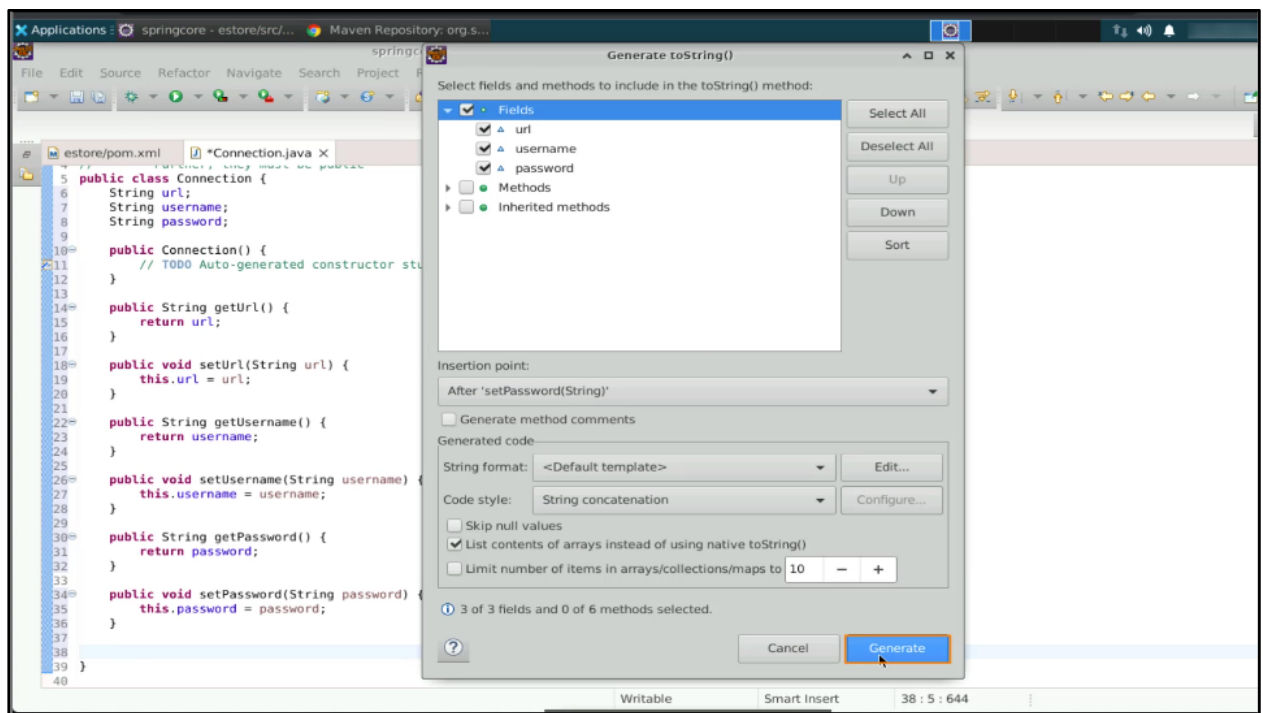 Applications : springcore - estore/src/... Maven Repository: org.s...
springc
File Edit Source Refactor Navigate Search Project
estore/pom.xml *Connection.java
4 // Further, they must be public
5 public class Connection {
6 String url;
7 String username;
8 String password;
9
10 public Connection() {
11 // TODO Auto-generated constructor stu
12 }
13
14 public String getUrl() {
15 return url;
16 }
17
18 public void setUrl(String url) {
19 this.url = url;
20 }
21
22 public String getUsername() {
23 return username;
24 }
25
26 public void setUsername(String username) {
27 this.username = username;
28 }
29
30 public String getPassword() {
31 return password;
32 }
33
34 public void setPassword(String password) {
35 this.password = password;
36 }
37
38
39 }
40
Generate toString()
Select fields and methods to include in the toString() method:
Fields
url
username
password
Methods
Inherited methods
Select All
Deselect All
Up
Down
Sort
Insertion point:
After 'setPassword(String)'
Generate method comments
Generated code
String format: <Default template> Edit...
Code style: String concatenation Configure...
Skip null values
List contents of arrays instead of using native toString()
Limit number of items in arrays/collections/maps to 10 − +
3 of 3 fields and 0 of 6 methods selected.
? Cancel Generate
Writable Smart Insert 38 : 5 : 644